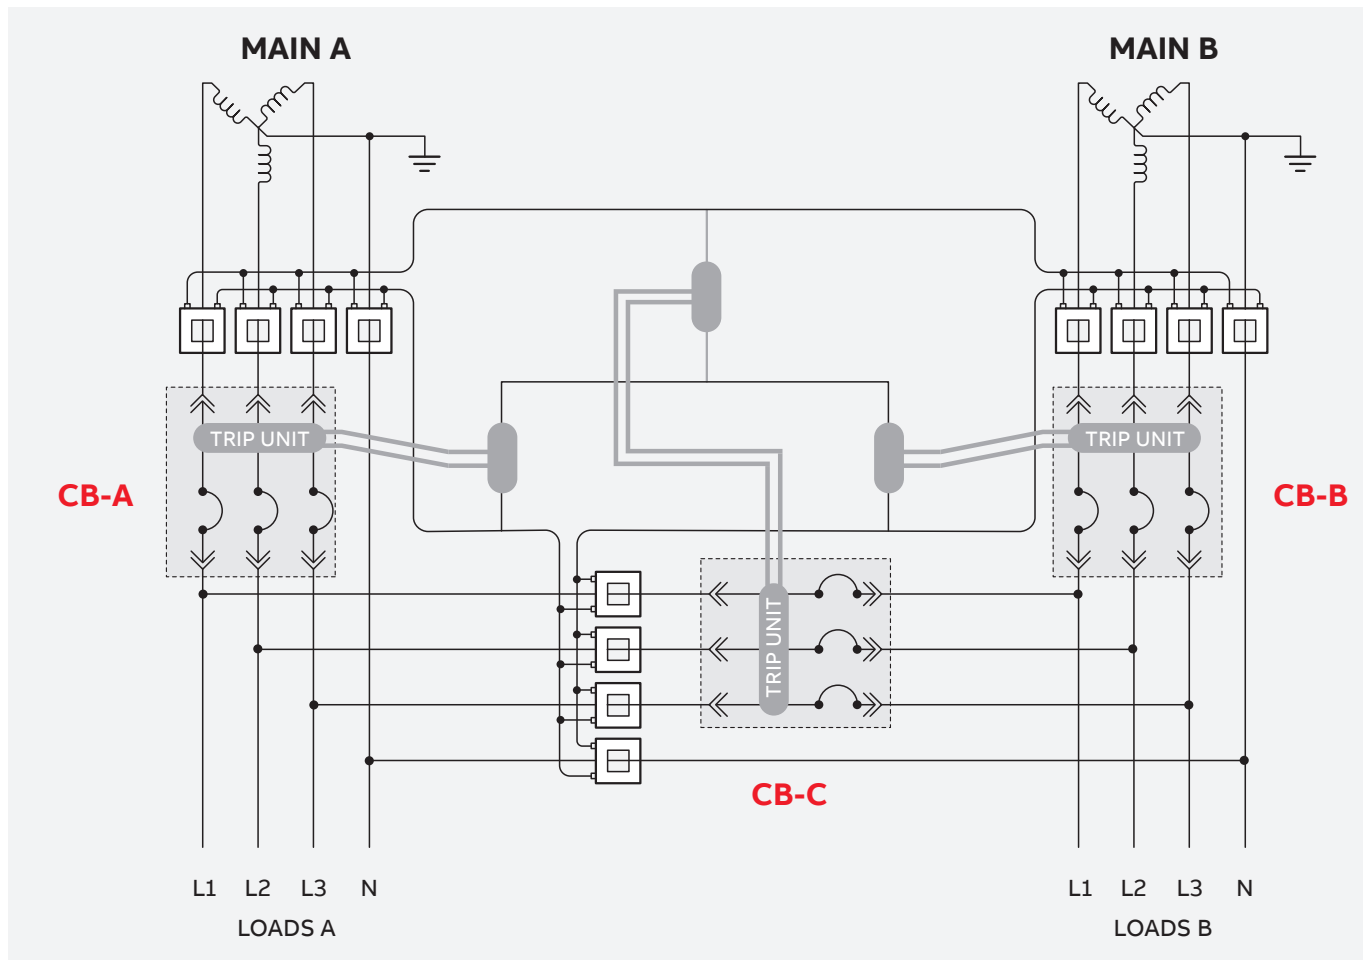 MAIN A
MAIN B
TRIP UNIT
TRIP UNIT
CB-A
CB-B
TRIP UNIT
CB-C
L1 L2 L3 N
L1 L2 L3 N
LOADS A
LOADS B